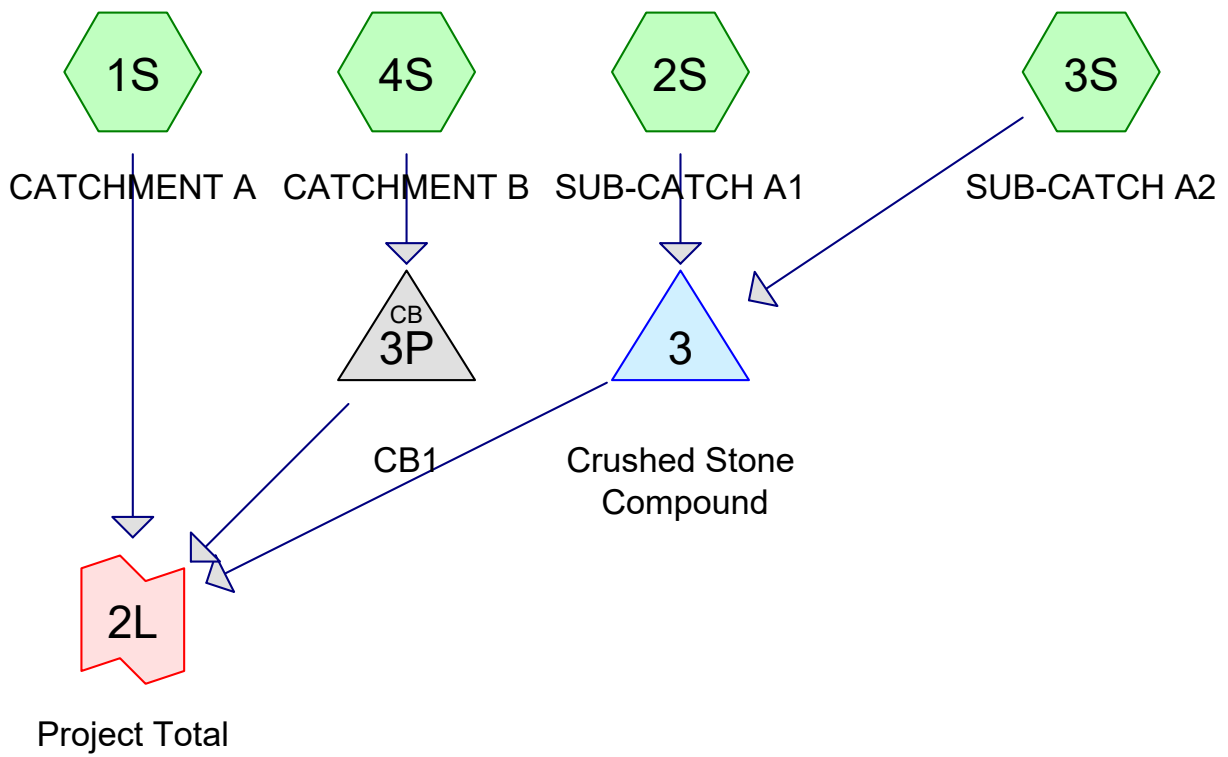 1S
4S
2S
3S
CATCHMENT A
CATCHMENT B
SUB-CATCH A1
SUB-CATCH A2
CB
3P
3
CB1
Crushed Stone
Compound
2L
Project Total